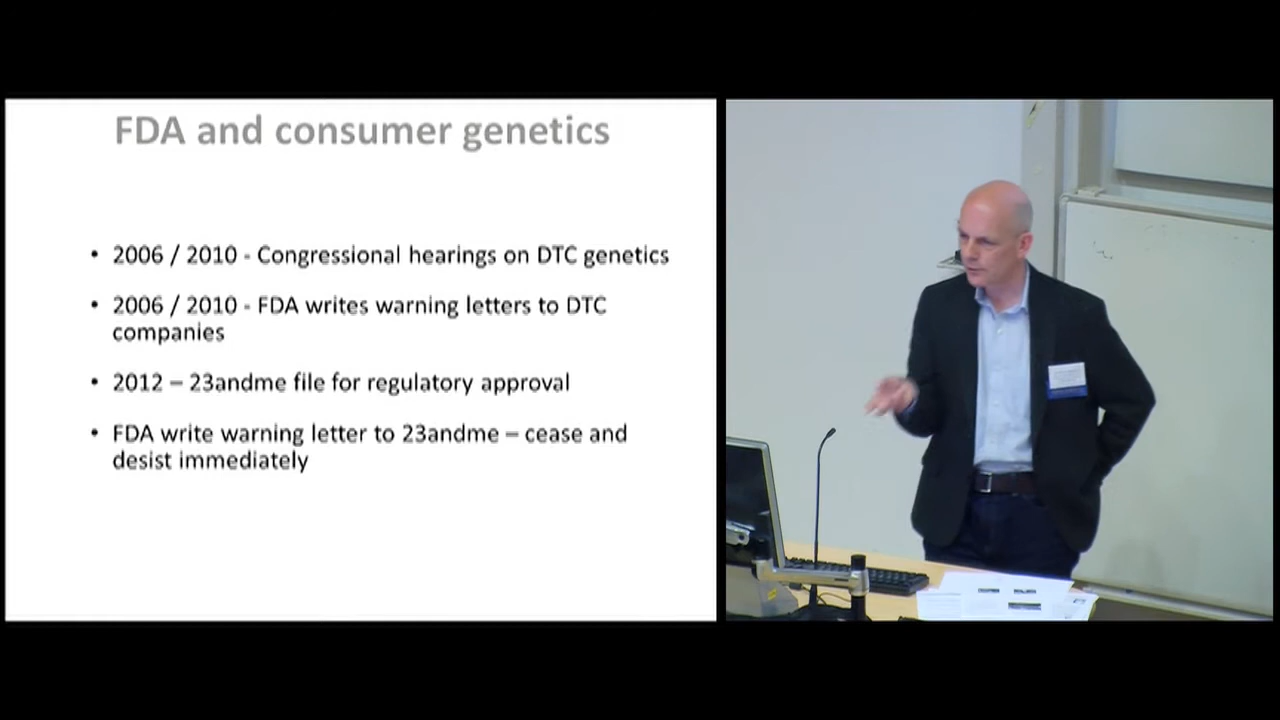 FDA and consumer genetics
• 2006 / 2010 - Congressional hearings on DTC genetics
• 2006 / 2010 - FDA writes warning letters to DTC
companies
• 2012 – 23andme file for regulatory approval
• FDA write warning letter to 23andme – cease and
desist immediately